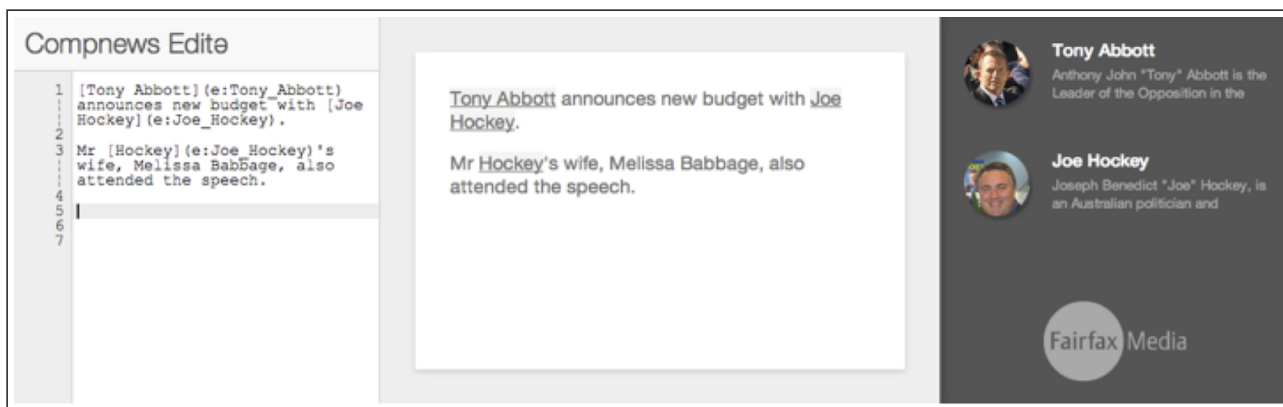 Compnews Editə
1 [Tony Abbott](e:Tony_Abbott)
announces new budget with [Joe
Hockey](e:Joe_Hockey).
2
3 Mr [Hockey](e:Joe_Hockey)'s
wife, Melissa Babbage, also
attended the speech.
4
5
6
7
Tony Abbott announces new budget with Joe
Hockey.
Mr Hockey's wife, Melissa Babbage, also
attended the speech.
Tony Abbott
Anthony John "Tony" Abbott is the
Leader of the Opposition in the
Joe Hockey
Joseph Benedict "Joe" Hockey, is
an Australian politician and
Fairfax Media